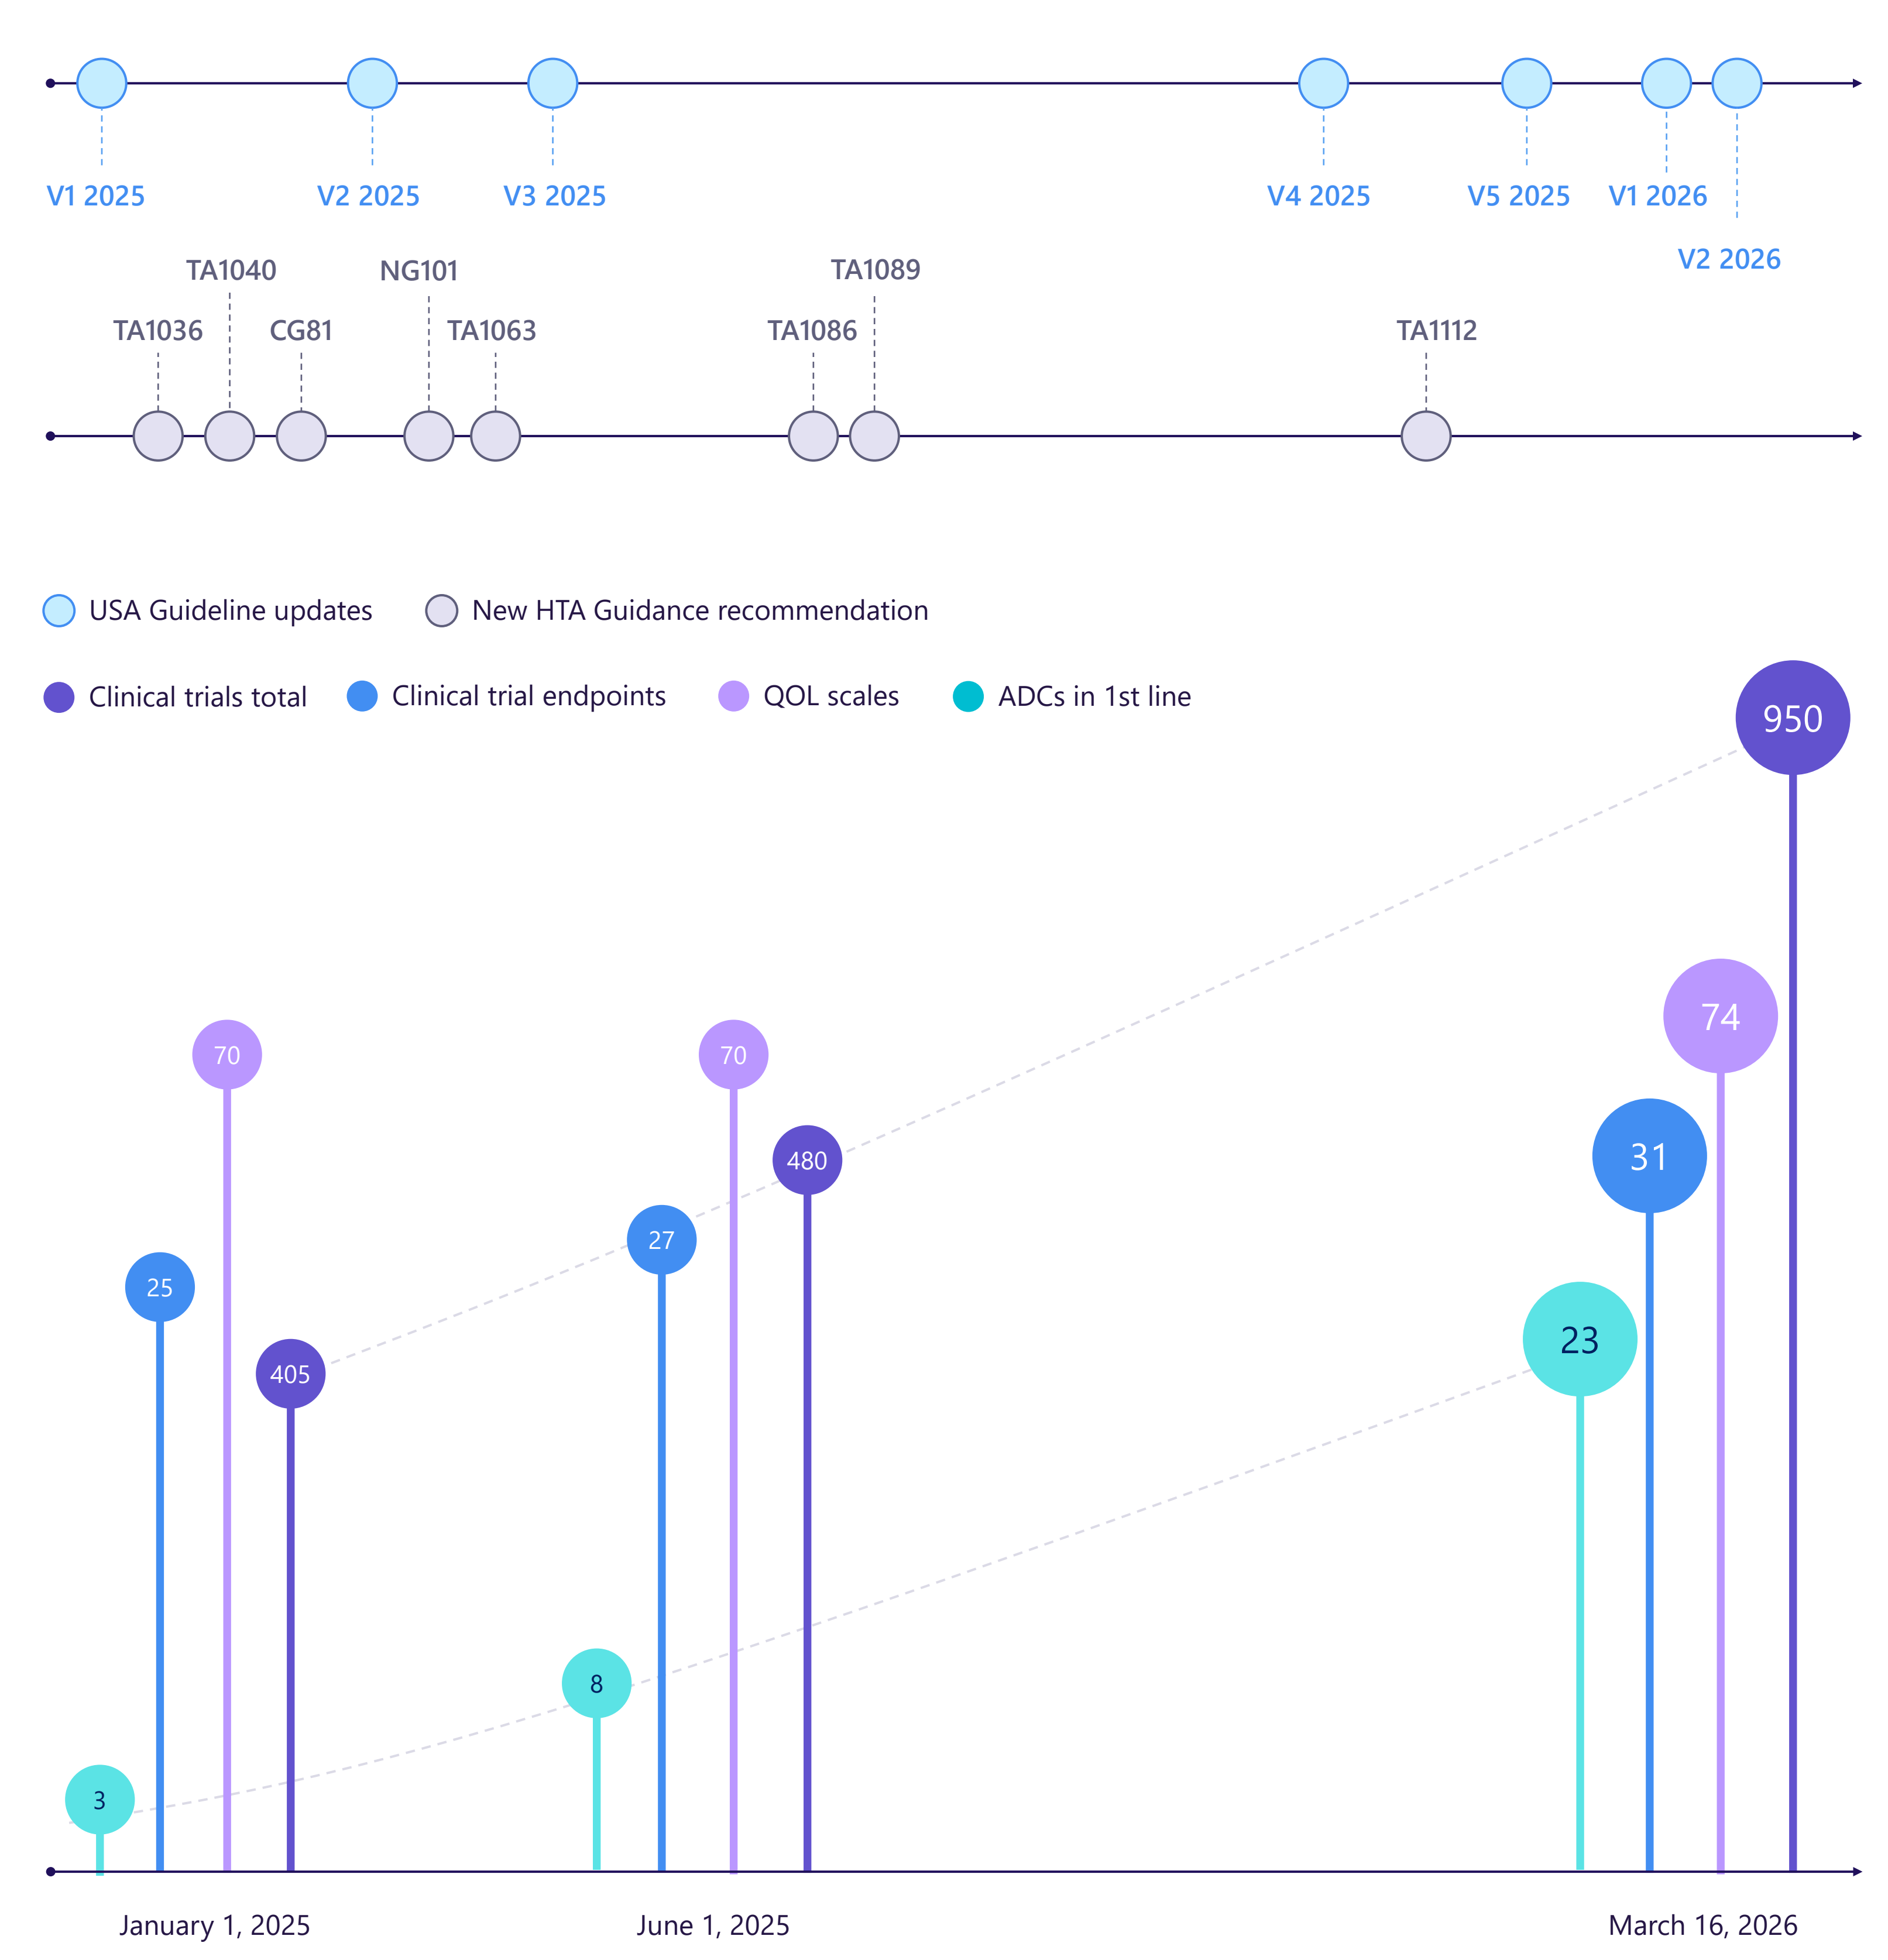 V1 2025
V2 2025
V3 2025
V4 2025
V5 2025
V1 2026
V2 2026
TA1040
NG101
TA1089
TA1036
CG81
TA1063
TA1086
TA1112
USA Guideline updates
New HTA Guidance recommendation
Clinical trials total
Clinical trial endpoints
QOL scales
ADCs in 1st line
950
74
70
70
31
480
27
25
23
405
8
3
January 1, 2025
June 1, 2025
March 16, 2026